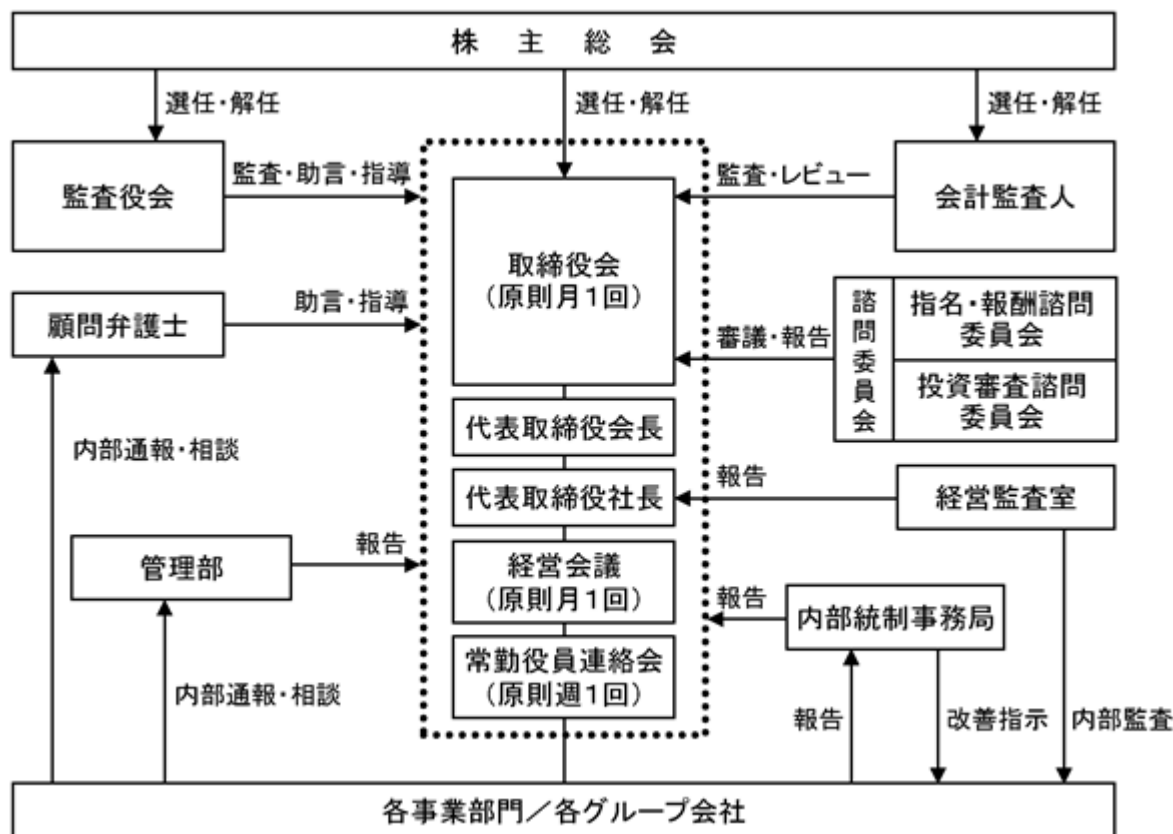 株主総会
選任・解任
選任・解任
選任・解任
監査役会
監査・助言・指導
監査・レビュー
会計監査人
取締役会
（原則月１回）
顧問弁護士
助言・指導
審議・報告
諮問委員会
指名・報酬諮問
委員会
投資審査諮問
委員会
代表取締役会長
内部通報・相談
代表取締役社長
報告
経営監査室
管理部
報告
経営会議
（原則月１回）
報告
内部統制事務局
常勤役員連絡会
（原則週１回）
内部通報・相談
報告
改善指示
内部監査
各事業部門／各グループ会社